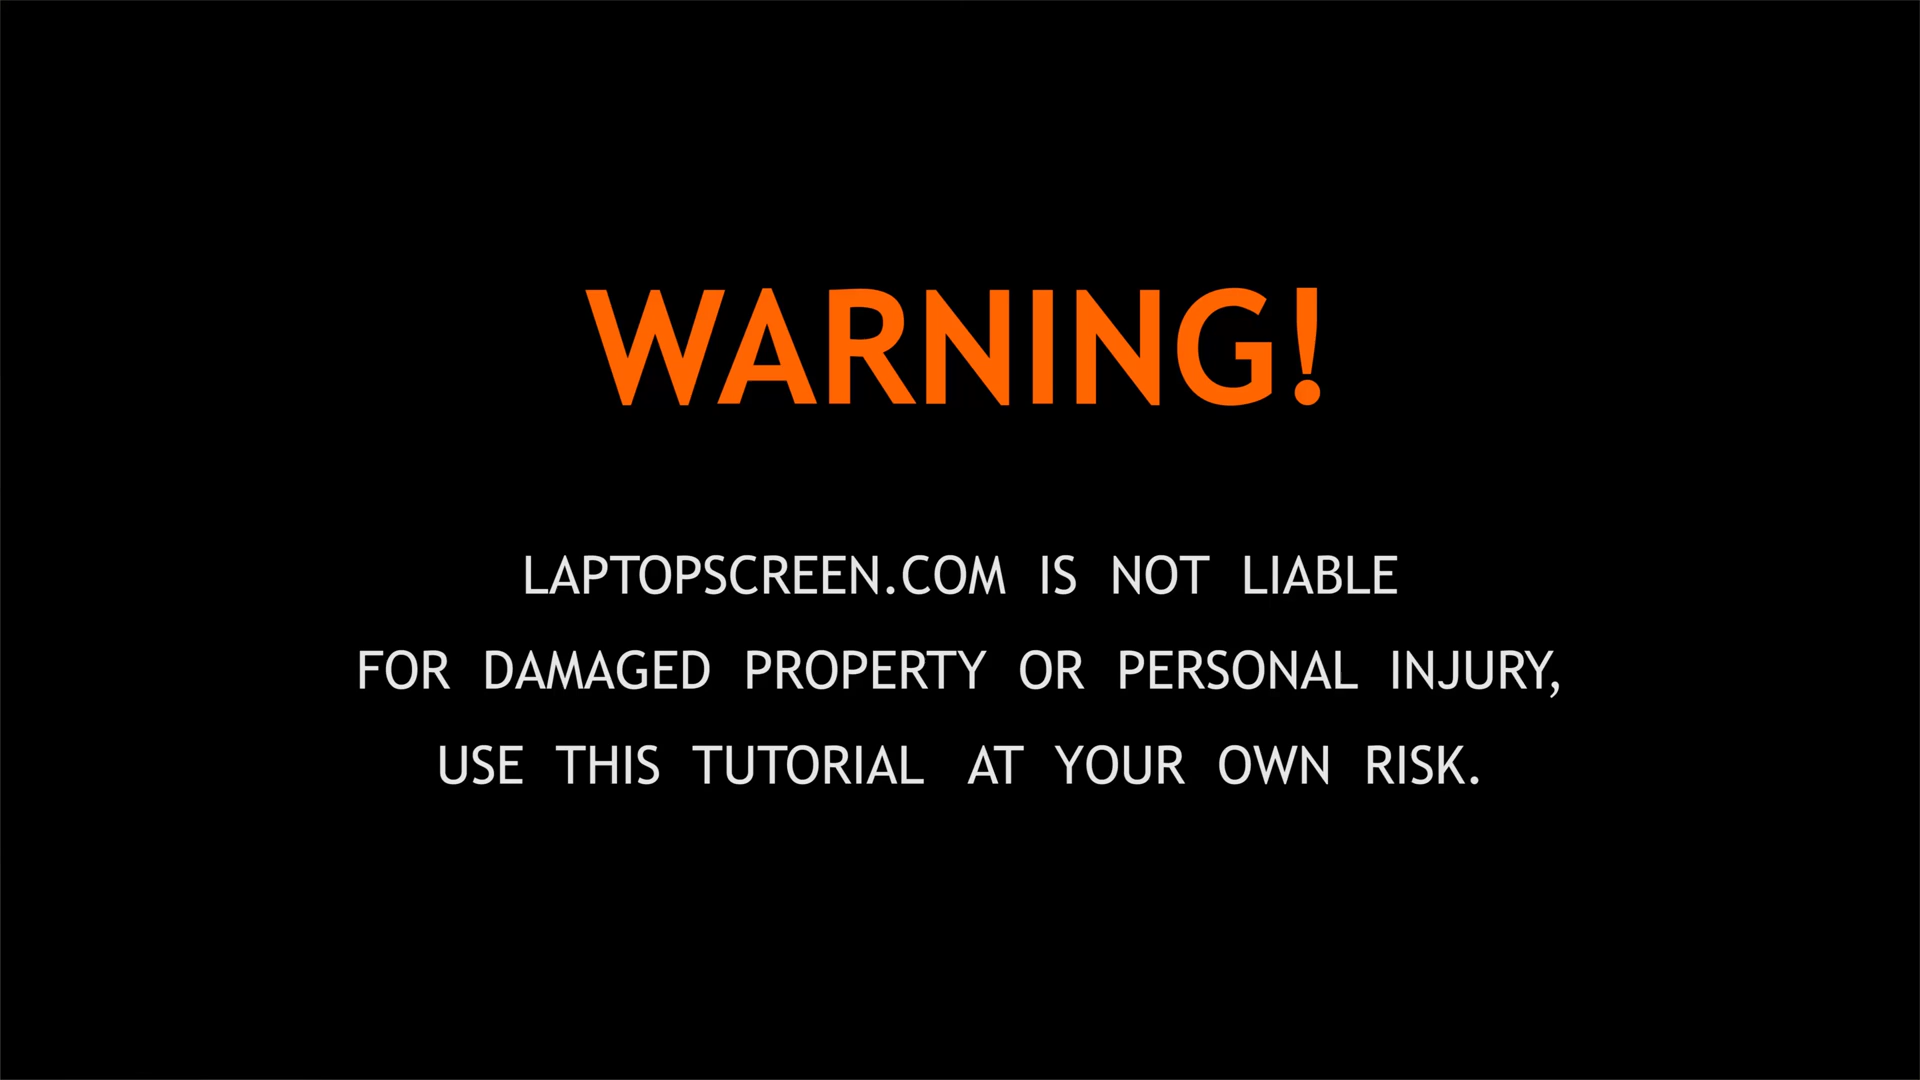 WARNING!
LAPTOPSCREEN.COM IS NOT LIABLE
FOR DAMAGED PROPERTY OR PERSONAL INJURY,
USE THIS TUTORIAL AT YOUR OWN RISK.